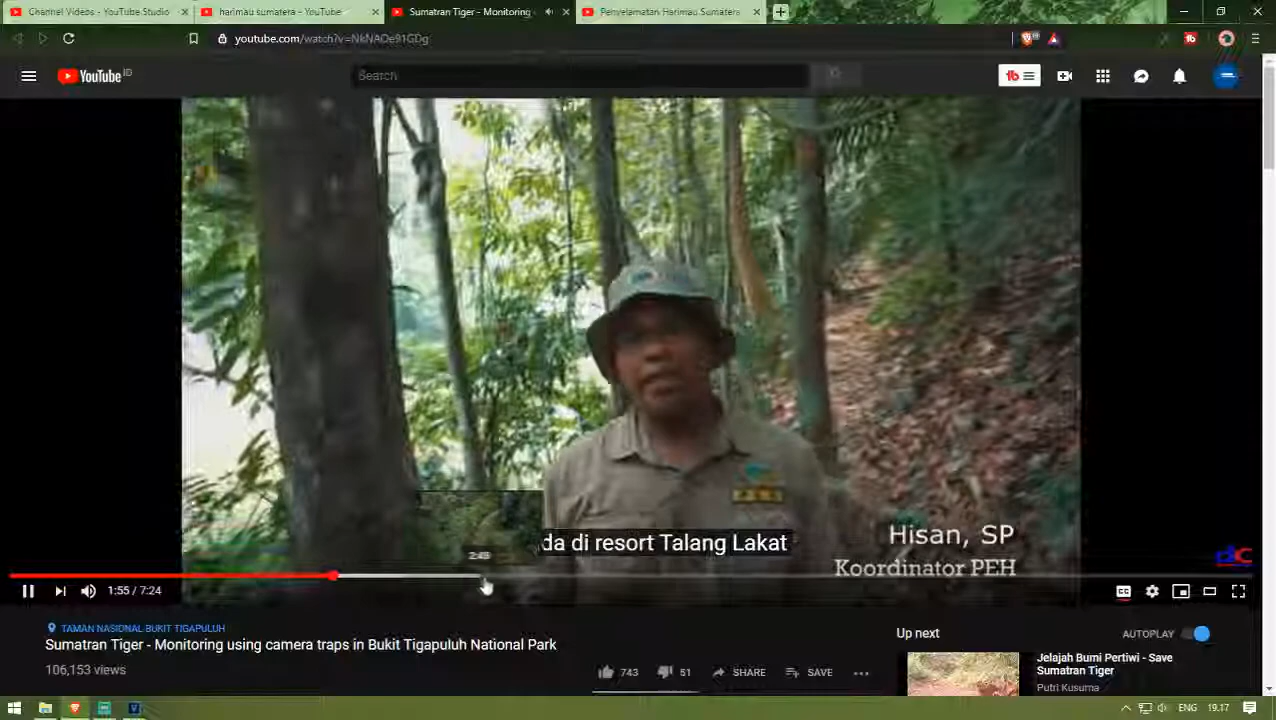 Channel Videos - YouTube Studio
harimau sumatera - YouTube
Sumatran Tiger - Monitoring
Penyelamatan Harimau Sumatera
youtube.com/watch?v=NkNAOe91GDg
YouTube ID
Search
da di resort Talang Lakat
Hisan, SP
Koordinator PEH
2:49
1:55 / 7:24
CC
TAMAN NASIONAL BUKIT TIGAPULUH
Sumatran Tiger - Monitoring using camera traps in Bukit Tigapuluh National Park
106,153 views
743
51
SHARE
SAVE
Up next
AUTOPLAY
Jelajah Bumi Pertiwi - Save
Sumatran Tiger
Putri Kusuma
ENG
19.17